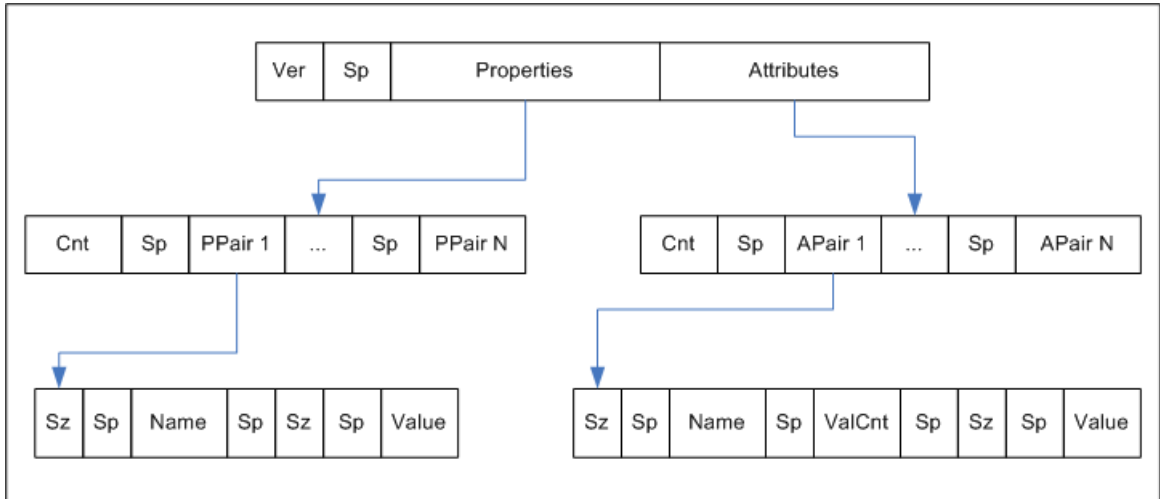 Ver Sp Properties Attributes
Cnt Sp PPair 1 ... Sp PPair N
Cnt Sp APair 1 ... Sp APair N
Sz Sp Name Sp Sz Sp Value
Sz Sp Name Sp ValCnt Sp Sz Sp Value